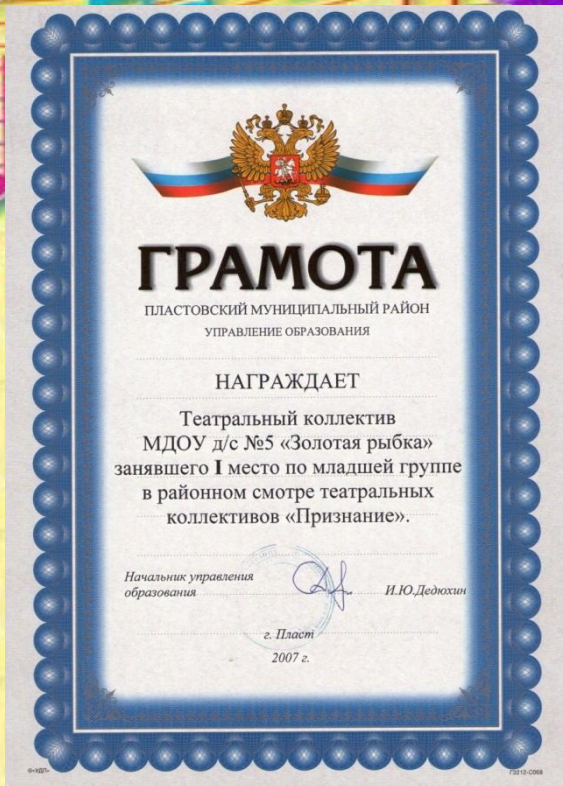 ГРАМОТА
ПЛАСТОВСКИЙ МУНИЦИПАЛЬНЫЙ РАЙОН
УПРАВЛЕНИЕ ОБРАЗОВАНИЯ
НАГРАЖДАЕТ
Театральный коллектив
МДОУ д/с №5 «Золотая рыбка»
занявшего I место по младшей группе
в районном смотре театральных
коллективов «Признание».
Начальник управления
образования И.Ю.Дедюхин
г. Пласт
2007 г.